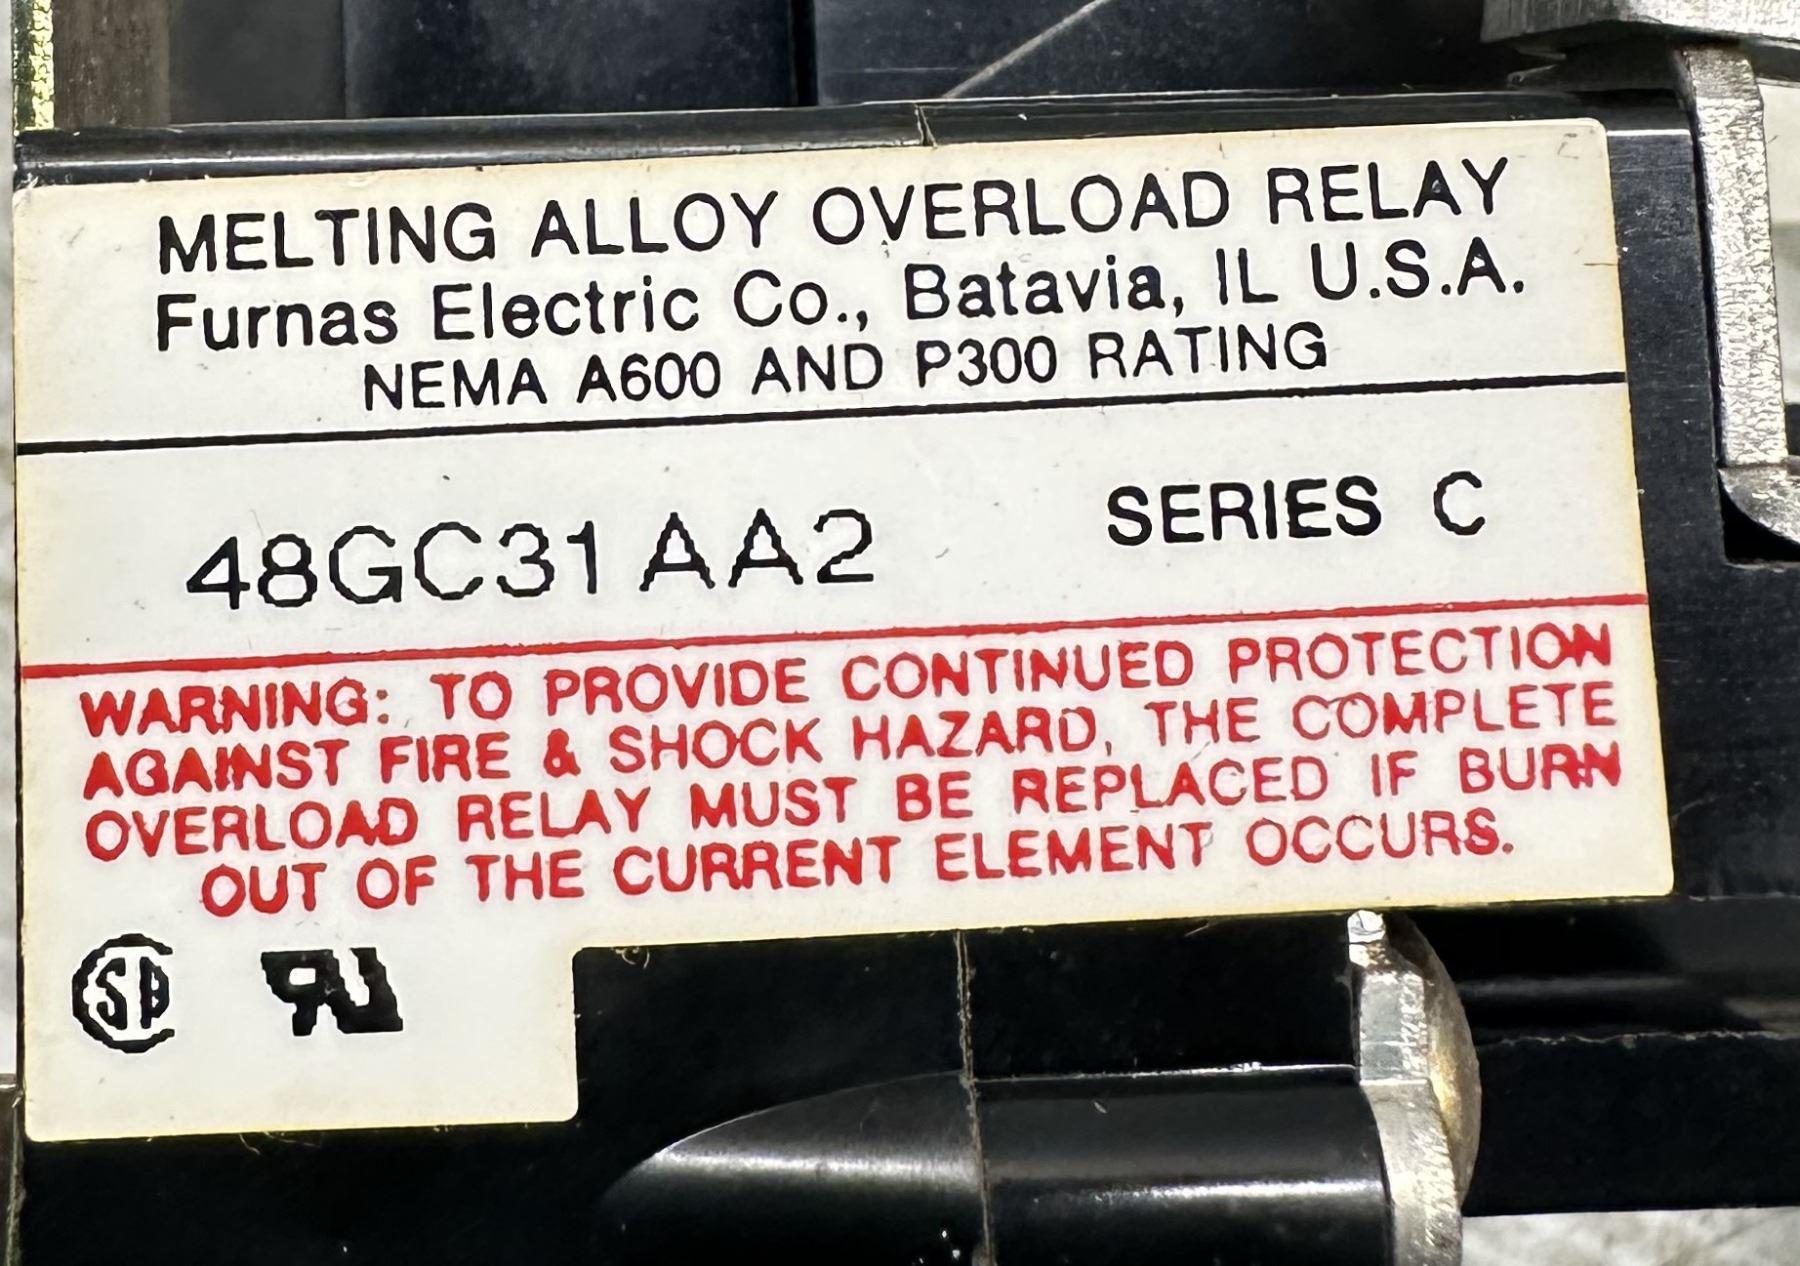 MELTING ALLOY OVERLOAD RELAY
Furnas Electric Co., Batavia, IL U.S.A.
NEMA A600 AND P300 RATING
48GC31AA2 SERIES C
WARNING: TO PROVIDE CONTINUED PROTECTION
AGAINST FIRE & SHOCK HAZARD, THE COMPLETE
OVERLOAD RELAY MUST BE REPLACED IF BURN
OUT OF THE CURRENT ELEMENT OCCURS.
CSA RU